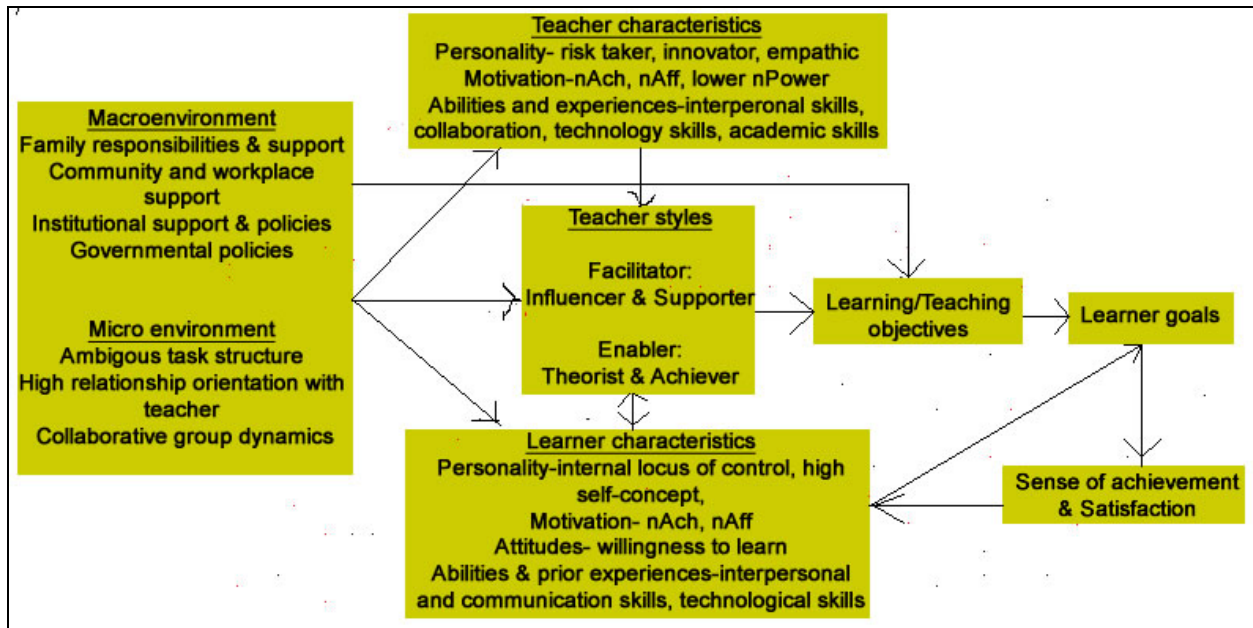 Teacher characteristics
Personality- risk taker, innovator, empathic
Motivation-nAch, nAff, lower nPower
Abilities and experiences-interperonal skills,
collaboration, technology skills, academic skills
Macroenvironment
Family responsibilities & support
Community and workplace
support
Institutional support & policies
Governmental policies
Micro environment
Ambigous task structure
High relationship orientation with
teacher
Collaborative group dynamics
Teacher styles
Facilitator:
Influencer & Supporter
Enabler:
Theorist & Achiever
Learning/Teaching
objectives
Learner goals
Learner characteristics
Personality-internal locus of control, high
self-concept,
Motivation- nAch, nAff
Attitudes- willingness to learn
Abilities & prior experiences-interpersonal
and communication skills, technological skills
Sense of achievement
& Satisfaction